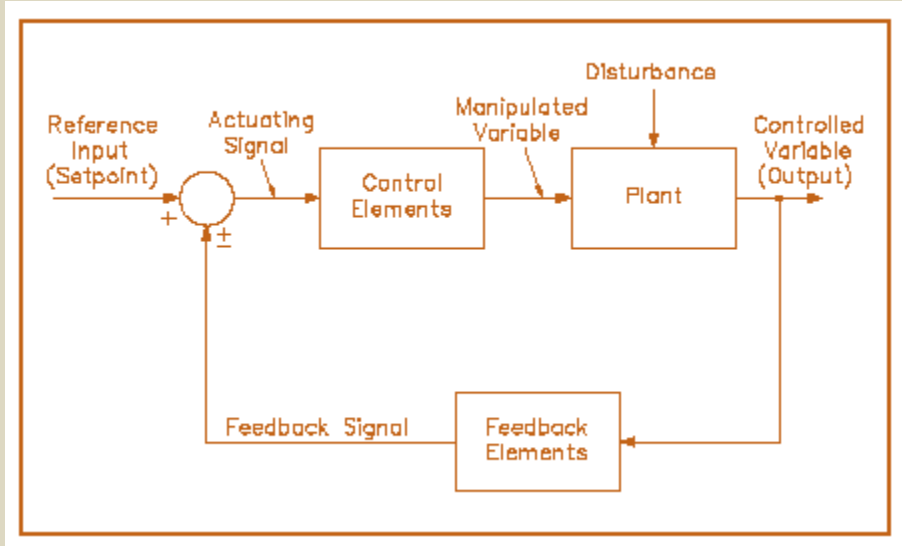 Disturbance
Reference
Input
(Setpoint)
+
Actuating
Signal
±
Control
Elements
Manipulated
Variable
Plant
Controlled
Variable
(Output)
Feedback Signal
Feedback
Elements